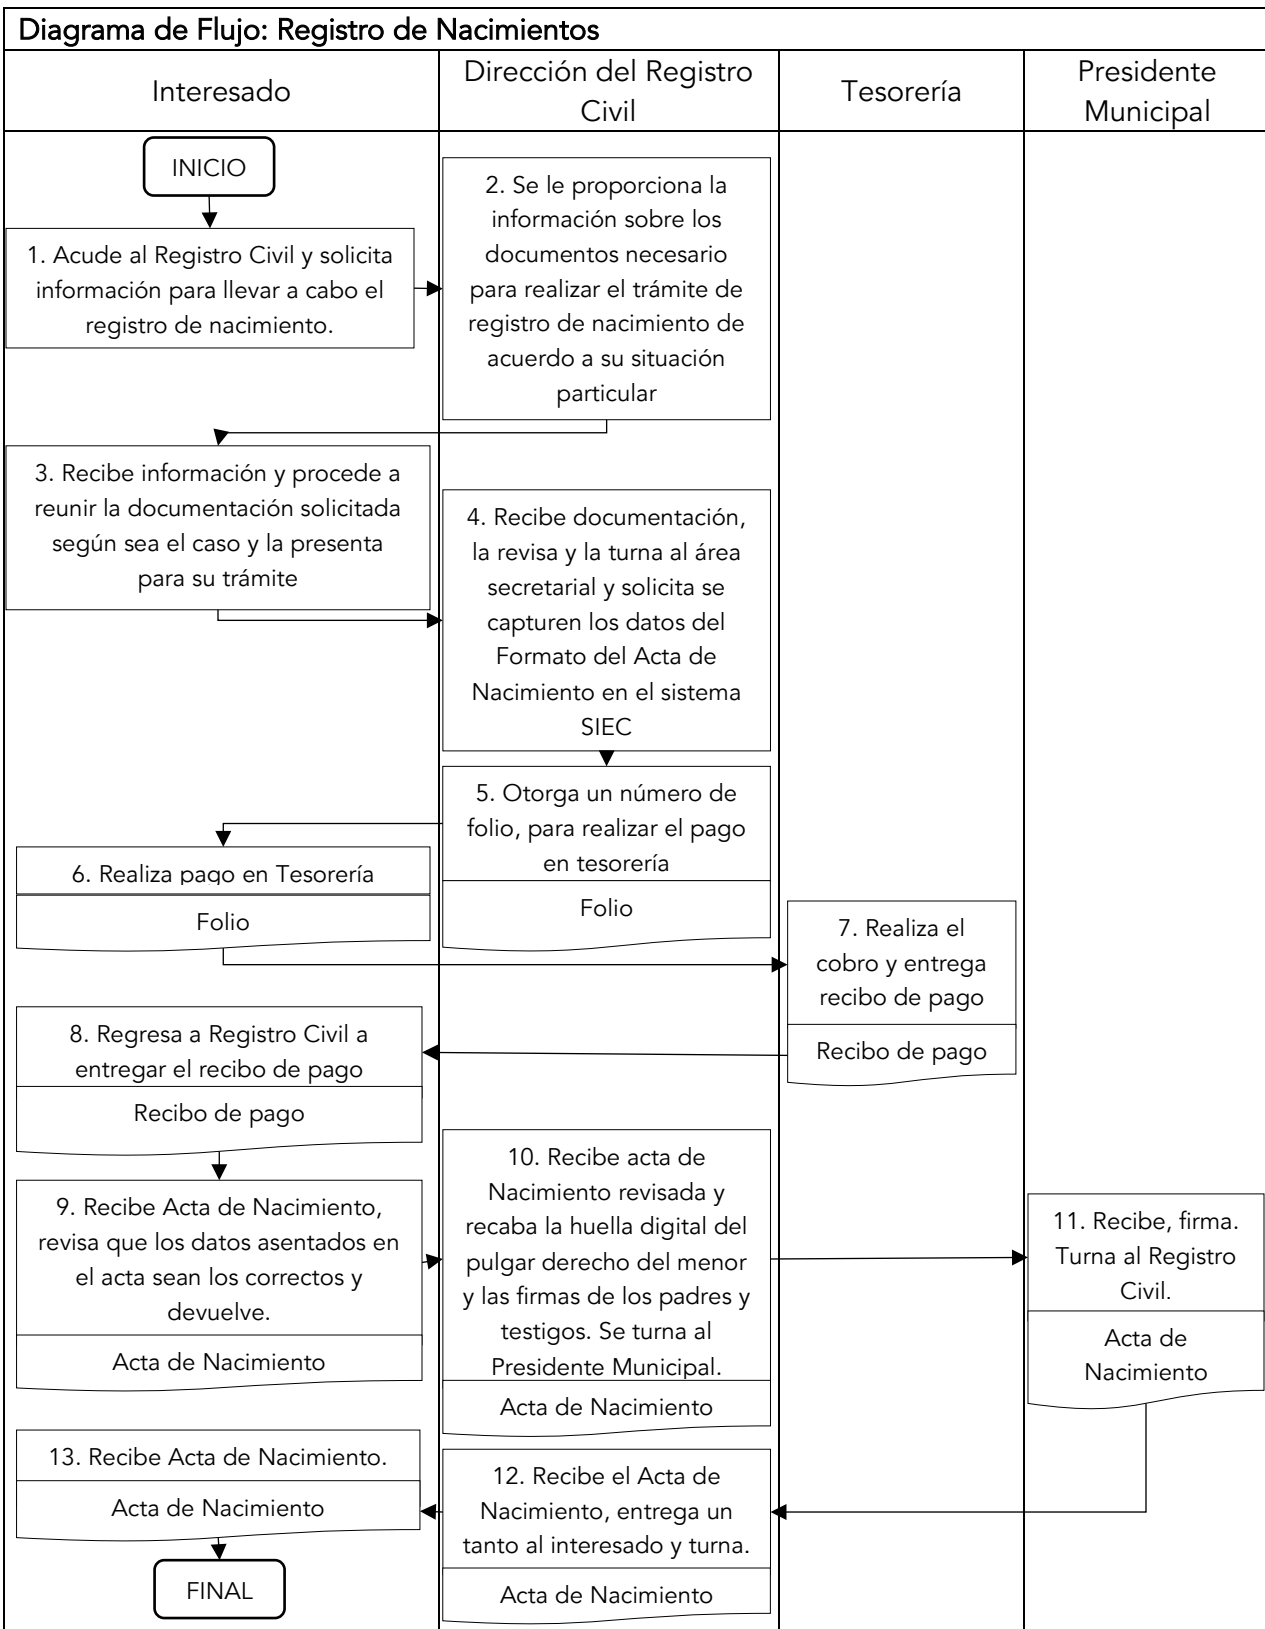 Diagrama de Flujo: Registro de Nacimientos
Interesado
Dirección del Registro
Civil
Tesorería
Presidente
Municipal
INICIO
1. Acude al Registro Civil y solicita
información para llevar a cabo el
registro de nacimiento.
2. Se le proporciona la
información sobre los
documentos necesario
para realizar el trámite de
registro de nacimiento de
acuerdo a su situación
particular
3. Recibe información y procede a
reunir la documentación solicitada
según sea el caso y la presenta
para su trámite
4. Recibe documentación,
la revisa y la turna al área
secretarial y solicita se
capturen los datos del
Formato del Acta de
Nacimiento en el sistema
SIEC
5. Otorga un número de
folio, para realizar el pago
en tesorería
Folio
6. Realiza pago en Tesorería
Folio
7. Realiza el
cobro y entrega
recibo de pago
Recibo de pago
8. Regresa a Registro Civil a
entregar el recibo de pago
Recibo de pago
9. Recibe Acta de Nacimiento,
revisa que los datos asentados en
el acta sean los correctos y
devuelve.
Acta de Nacimiento
10. Recibe acta de
Nacimiento revisada y
recaba la huella digital del
pulgar derecho del menor
y las firmas de los padres y
testigos. Se turna al
Presidente Municipal.
Acta de Nacimiento
11. Recibe, firma.
Turna al Registro
Civil.
Acta de
Nacimiento
12. Recibe el Acta de
Nacimiento, entrega un
tanto al interesado y turna.
Acta de Nacimiento
13. Recibe Acta de Nacimiento.
Acta de Nacimiento
FINAL